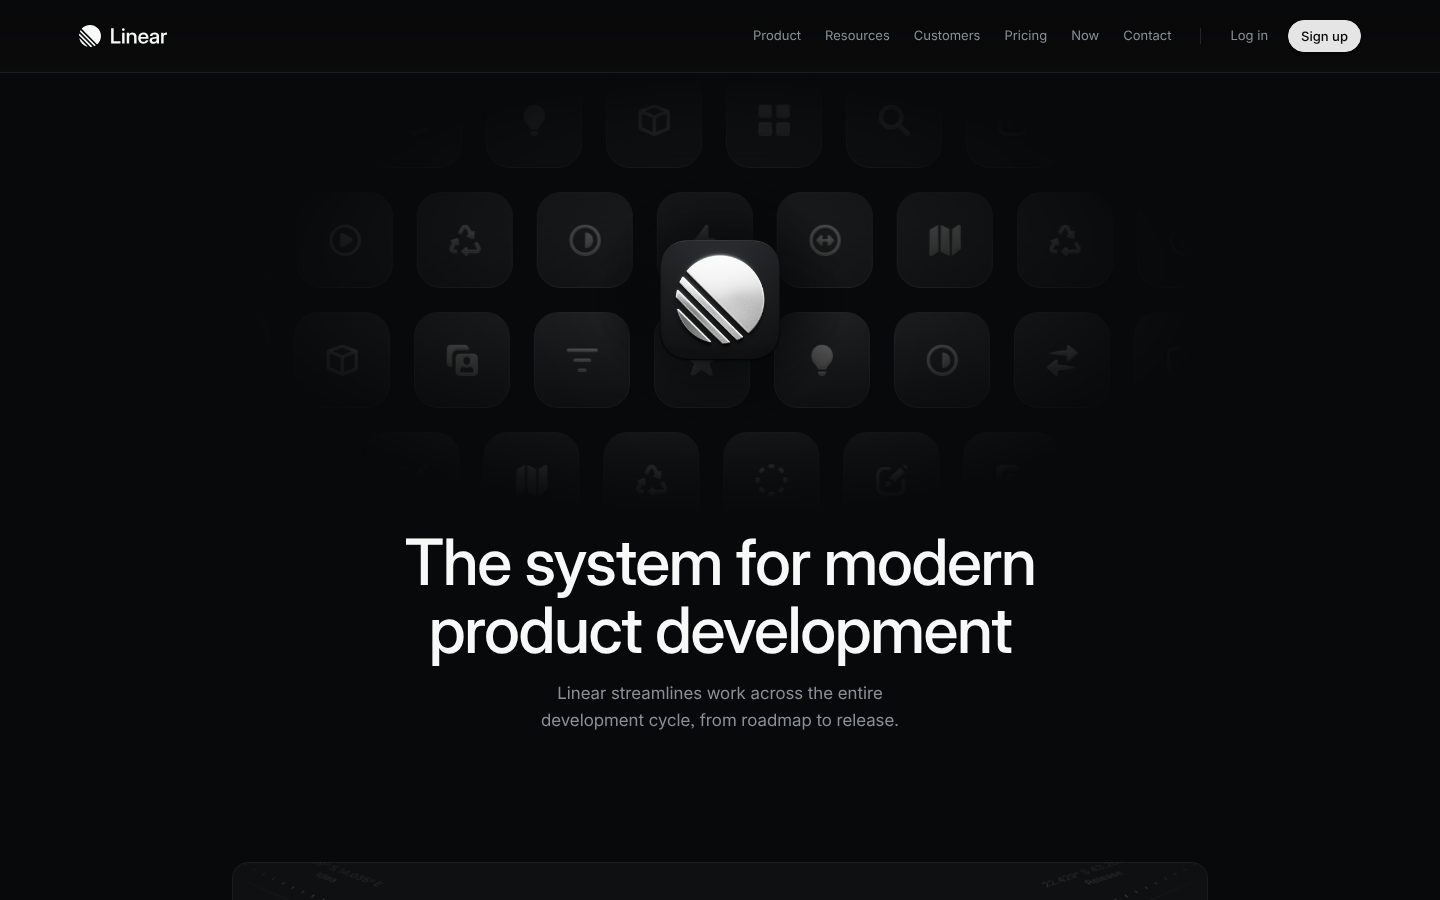 Linear
Product
Resources
Customers
Pricing
Now
Contact
Log in
Sign up
The system for modern
product development
Linear streamlines work across the entire
development cycle, from roadmap to release.